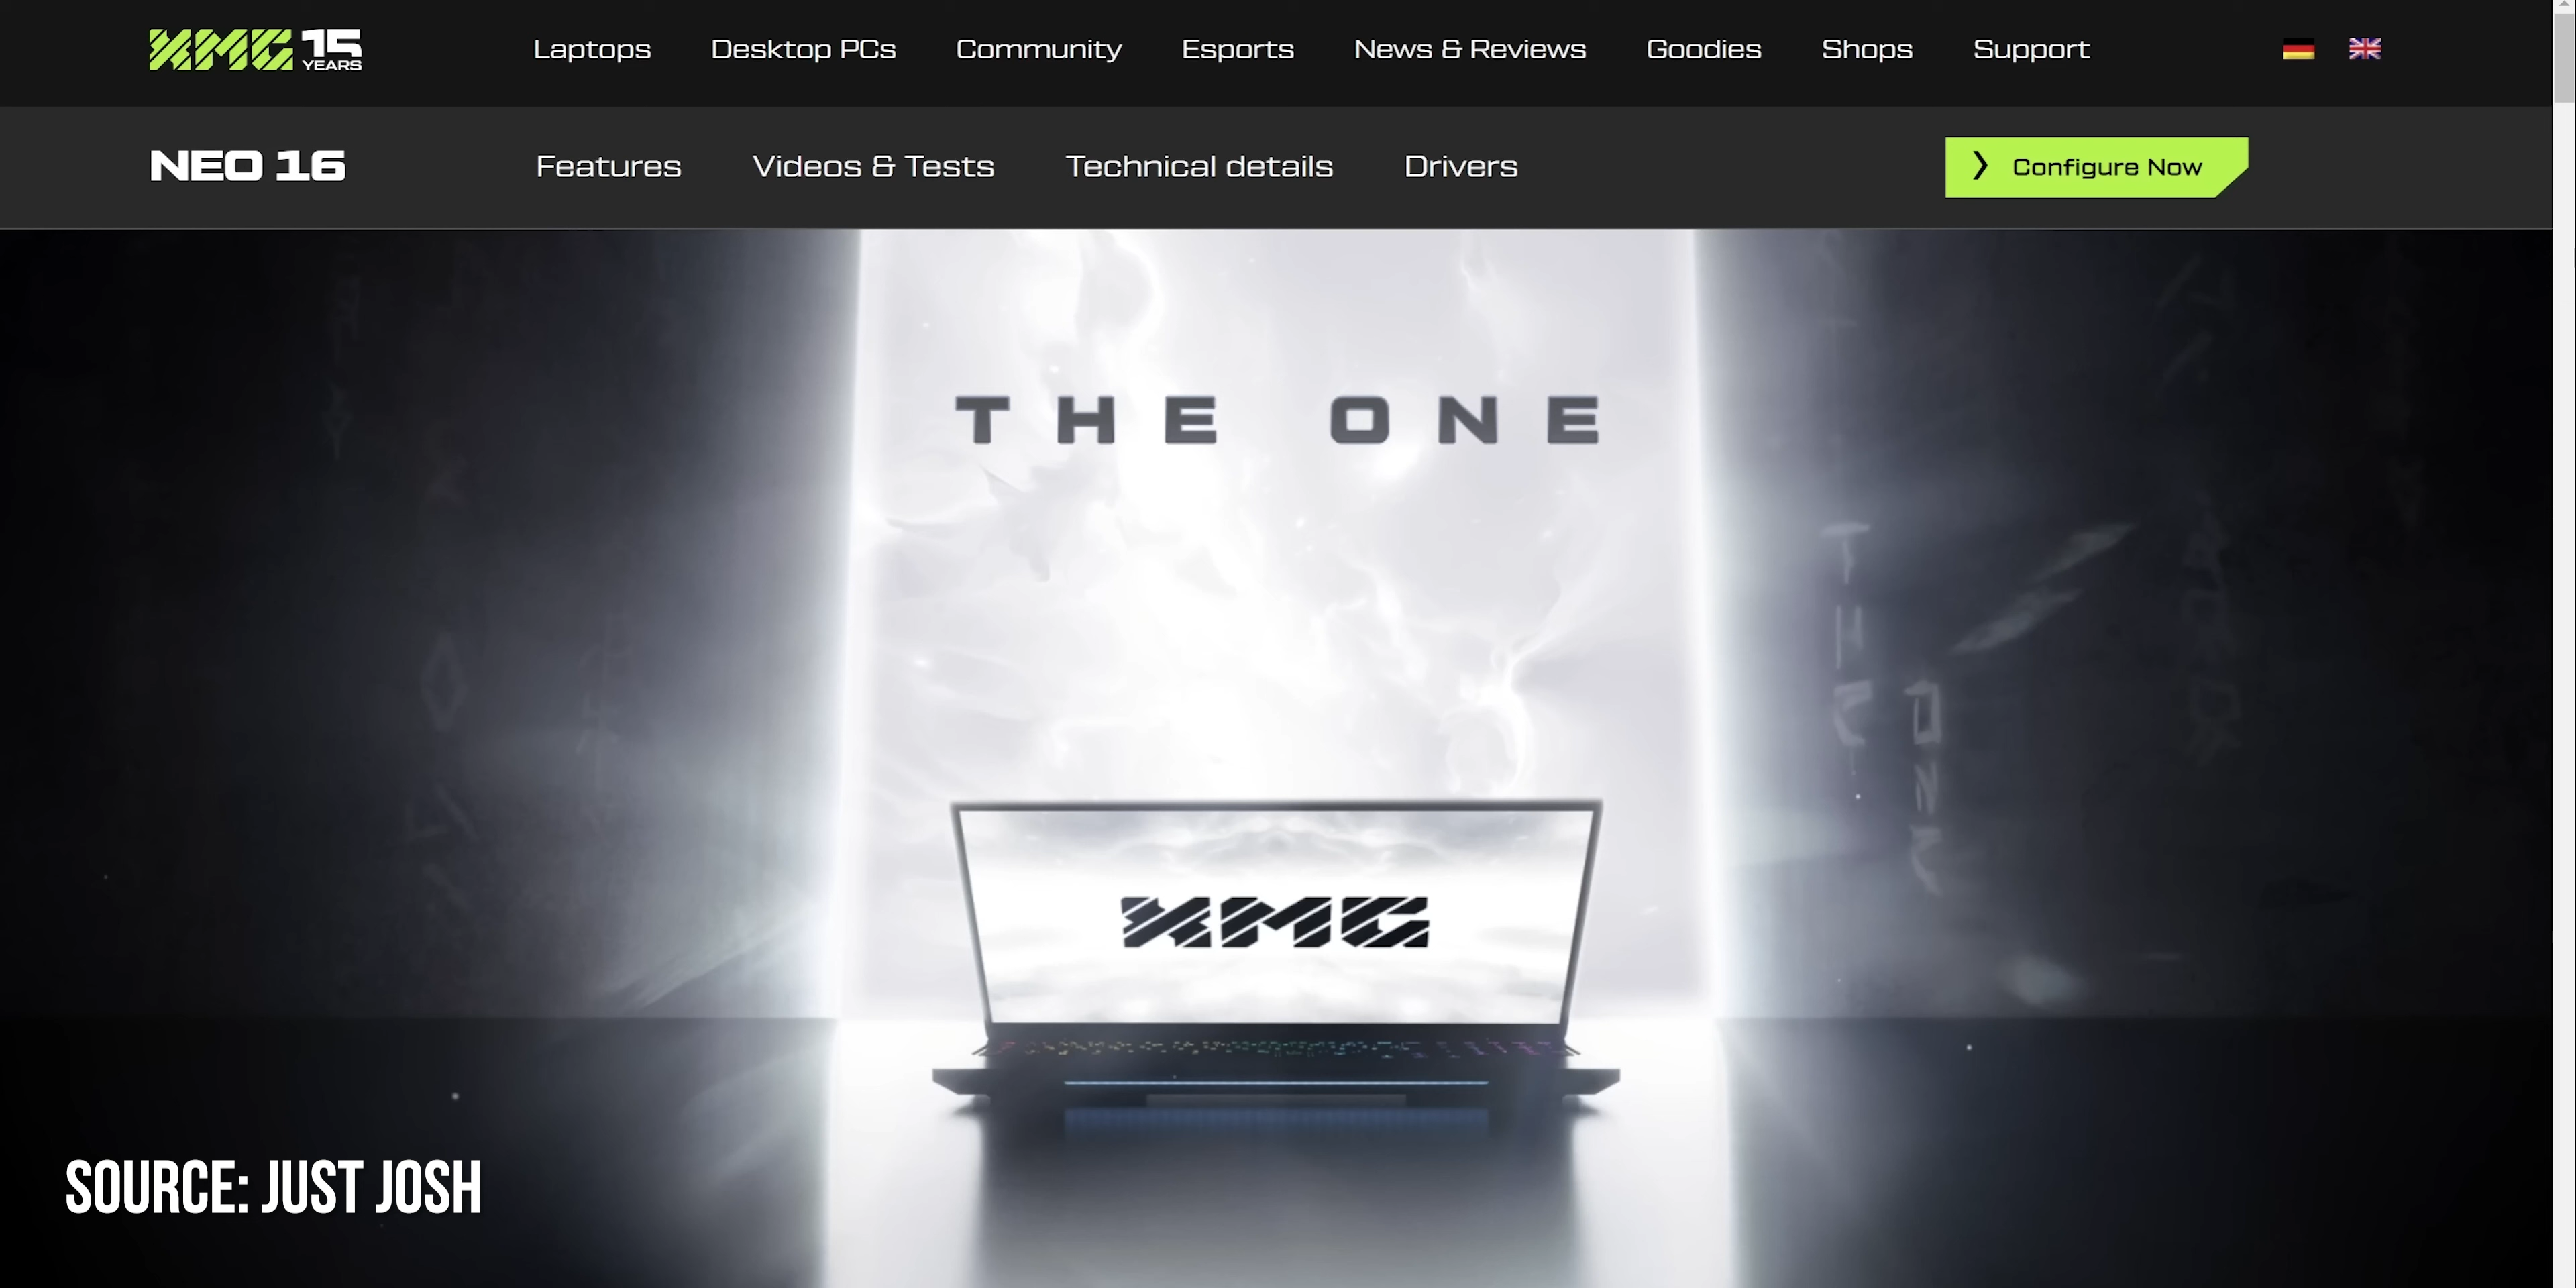 XMG 15 YEARS
Laptops Desktop PCs Community Esports News & Reviews Goodies Shops Support
NEO 16 Features Videos & Tests Technical details Drivers Configure Now
THE ONE
XMG
SOURCE: JUST JOSH